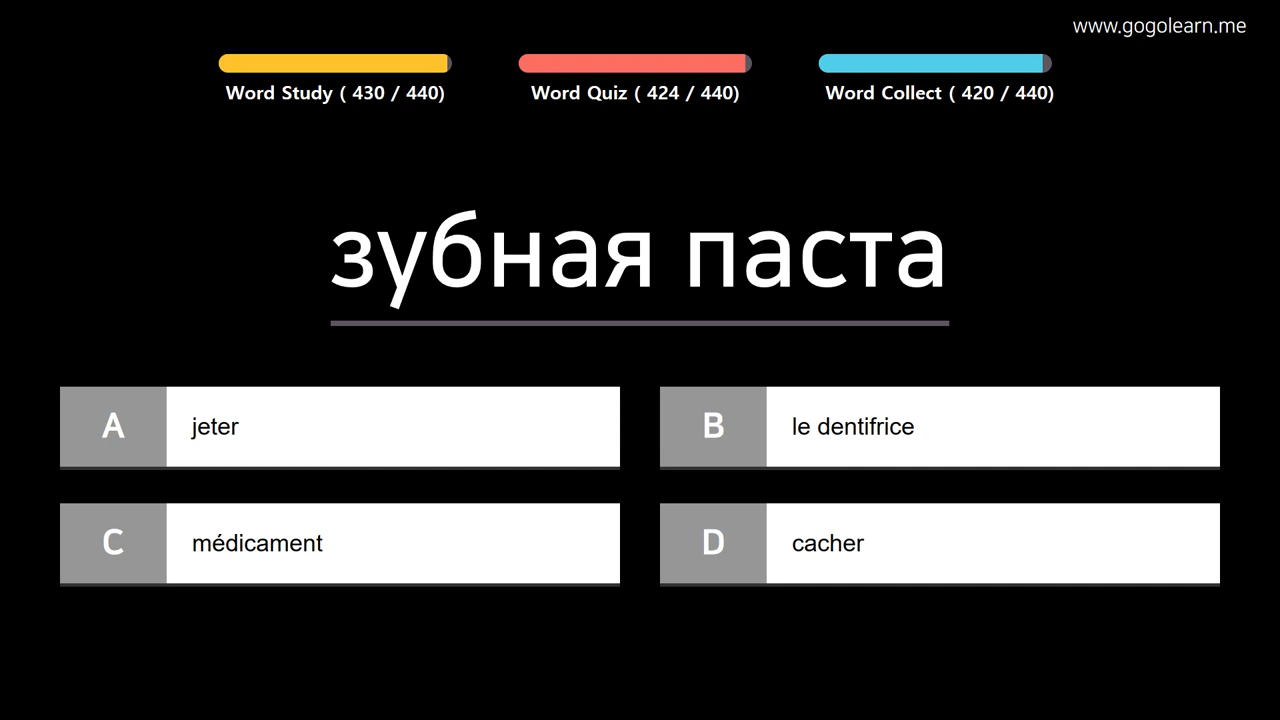 www.gogolearn.me
Word Study ( 430 / 440)
Word Quiz ( 424 / 440)
Word Collect ( 420 / 440)
зубная паста
A jeter
B le dentifrice
C médicament
D cacher